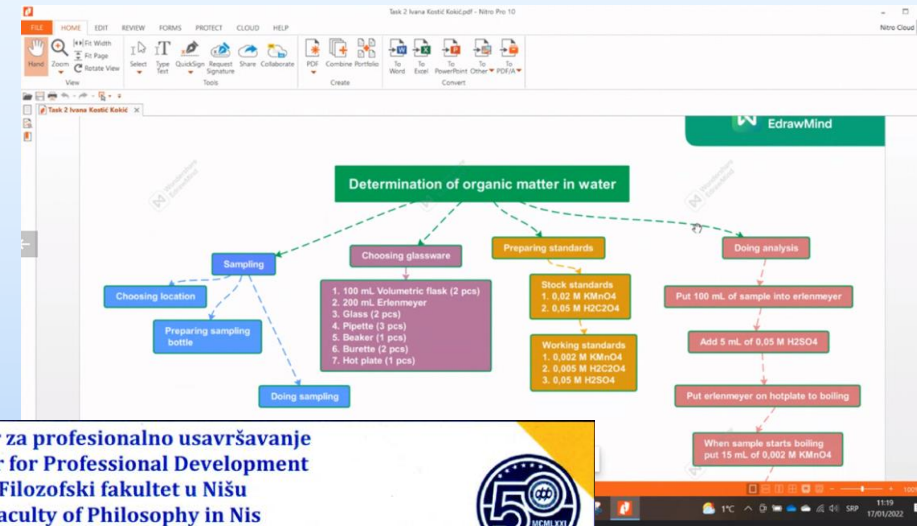 Task 2 Ivana Kostić Kokić.pdf - Nitro Pro 10
FILE HOME EDIT REVIEW FORMS PROTECT CLOUD HELP
Nitro Cloud
Hand
Zoom
Fit Width
Fit Page
Rotate View
Select
Type Text
QuickSign
Request Signature
Share
Collaborate
PDF
Combine
Portfolio
To Word
To Excel
To PowerPoint
To Other
To PDF/A
View
Tools
Create
Convert
Task 2 Ivana Kostić Kokić
EdrawMind
Wondershare
EdrawMind
Wondershare
EdrawMind
Determination of organic matter in water
Sampling
Choosing location
Preparing sampling
bottle
Doing sampling
Choosing glassware
1. 100 mL Volumetric flask (2 pcs)
2. 200 mL Erlenmeyer
3. Glass (2 pcs)
4. Pipette (3 pcs)
5. Beaker (1 pcs)
6. Burette (2 pcs)
7. Hot plate (1 pcs)
Preparing standards
Stock standards
1. 0,02 M KMnO4
2. 0,05 M H2C2O4
Working standards
1. 0,002 M KMnO4
2. 0,005 M H2C2O4
3. 0,05 M H2SO4
Doing analysis
Put 100 mL of sample into erlenmeyer
Add 5 mL of 0,05 M H2SO4
Put erlenmeyer on hotplate to boiling
When sample starts boiling
put 15 mL of 0,002 M KMnO4
za profesionalno usavršavanje
for Professional Development
Filozofski fakultet u Nišu
aculty of Philosophy in Nis
50
MCMLXXI
100%
1°C
SRP
11:19
17/01/2022